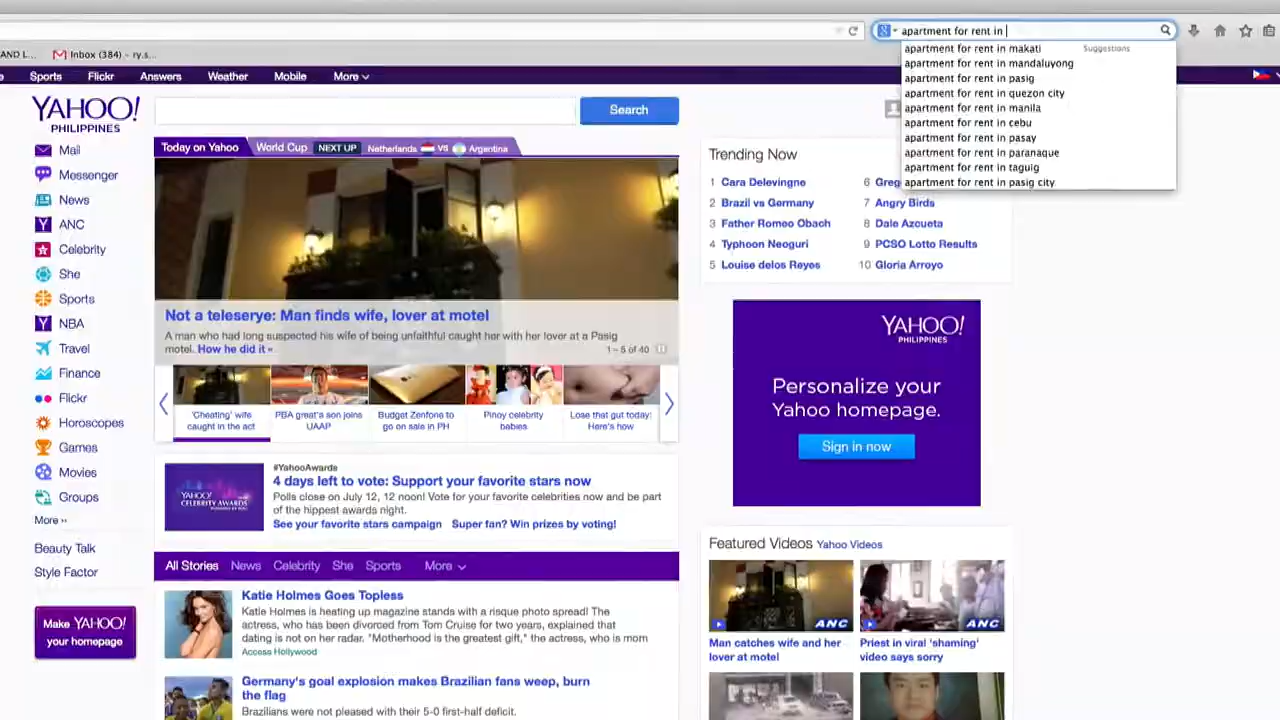 apartment for rent in
AND L...
Inbox (384) - ry.s...
apartment for rent in makati
Suggestions
apartment for rent in mandaluyong
apartment for rent in pasig
apartment for rent in quezon city
apartment for rent in manila
apartment for rent in cebu
apartment for rent in pasay
apartment for rent in paranaque
apartment for rent in taguig
apartment for rent in pasig city
Sports
Flickr
Answers
Weather
Mobile
More
YAHOO!
PHILIPPINES
Search
Mail
Messenger
News
ANC
Celebrity
She
Sports
NBA
Travel
Finance
Flickr
Horoscopes
Games
Movies
Groups
More ››
Beauty Talk
Style Factor
Make YAHOO!
your homepage
Today on Yahoo
World Cup
NEXT UP
Netherlands VS Argentina
Not a teleserye: Man finds wife, lover at motel
A man who had long suspected his wife of being unfaithful caught her with her lover at a Pasig
motel. How he did it »
1 – 5 of 40
'Cheating' wife
caught in the act
PBA great's son joins
UAAP
Budget Zenfone to
go on sale in PH
Pinoy celebrity
babies
Lose that gut today:
Here's how
YAHOO!
CELEBRITY AWARDS
#YahooAwards
4 days left to vote: Support your favorite stars now
Polls close on July 12, 12 noon! Vote for your favorite celebrities now and be part
of the hippest awards night.
See your favorite stars campaign
Super fan? Win prizes by voting!
All Stories
News
Celebrity
She
Sports
More
Katie Holmes Goes Topless
Katie Holmes is heating up magazine stands with a risque photo spread! The
actress, who has been divorced from Tom Cruise for two years, explained that
dating is not on her radar. "Motherhood is the greatest gift," the actress, who is mom
Access Hollywood
Germany's goal explosion makes Brazilian fans weep, burn
the flag
Brazilians were not pleased with their 5-0 first-half deficit.
Trending Now
1 Cara Delevingne
2 Brazil vs Germany
3 Father Romeo Obach
4 Typhoon Neoguri
5 Louise delos Reyes
6 Greg
7 Angry Birds
8 Dale Azcueta
9 PCSO Lotto Results
10 Gloria Arroyo
YAHOO!
PHILIPPINES
Personalize your
Yahoo homepage.
Sign in now
Featured Videos
Yahoo Videos
ANC
Man catches wife and her
lover at motel
ANC
Priest in viral 'shaming'
video says sorry